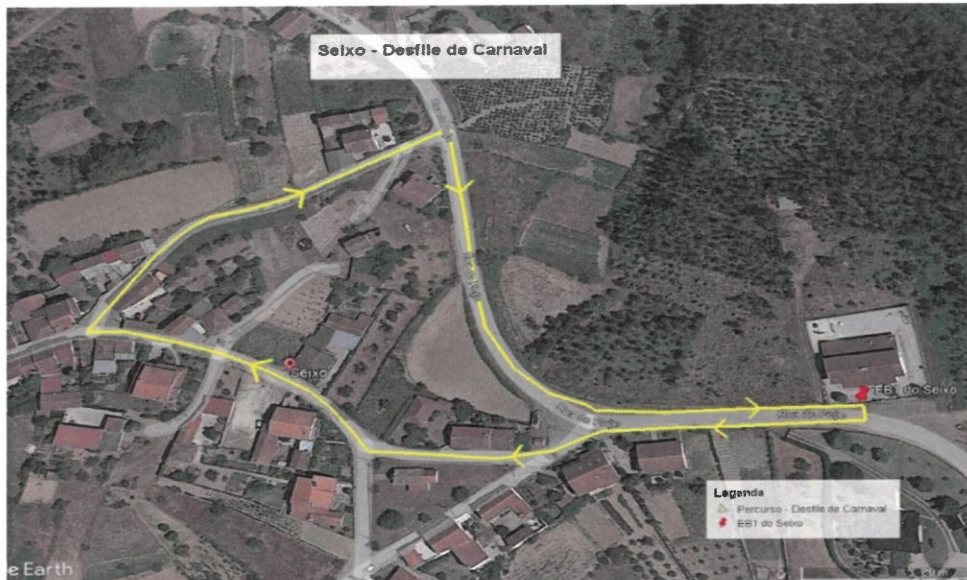 Seixo - Desfile de Carnaval
Seixo
EB1 do Seixo
Legenda
Percurso - Desfile de Carnaval
EB1 do Seixo
e Earth